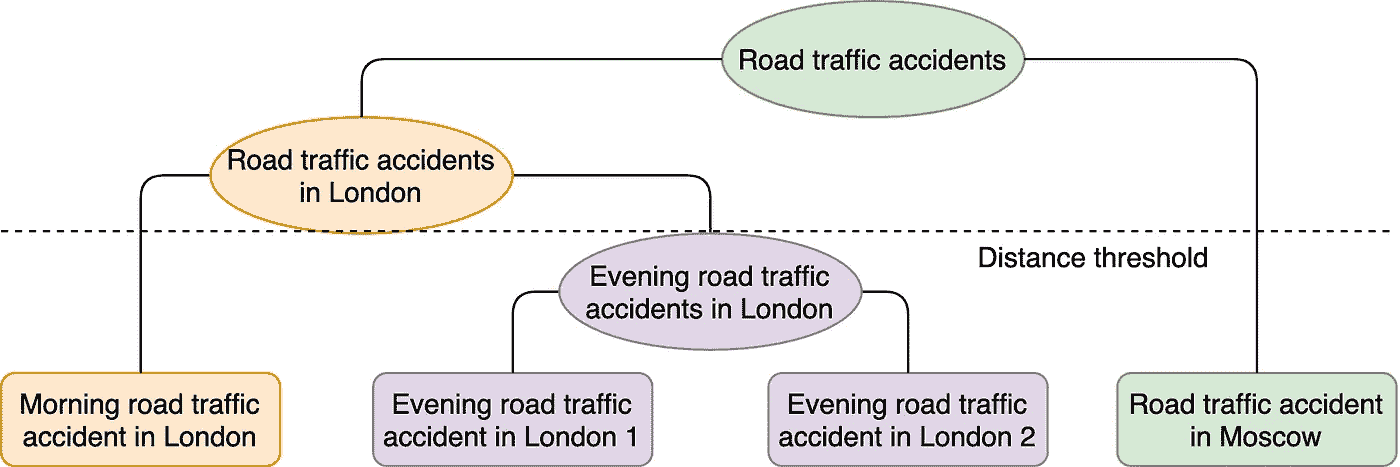 Road traffic accidents
Road traffic accidents
in London
Distance threshold
Evening road traffic
accidents in London
Morning road traffic
accident in London
Evening road traffic
accident in London 1
Evening road traffic
accident in London 2
Road traffic accident
in Moscow